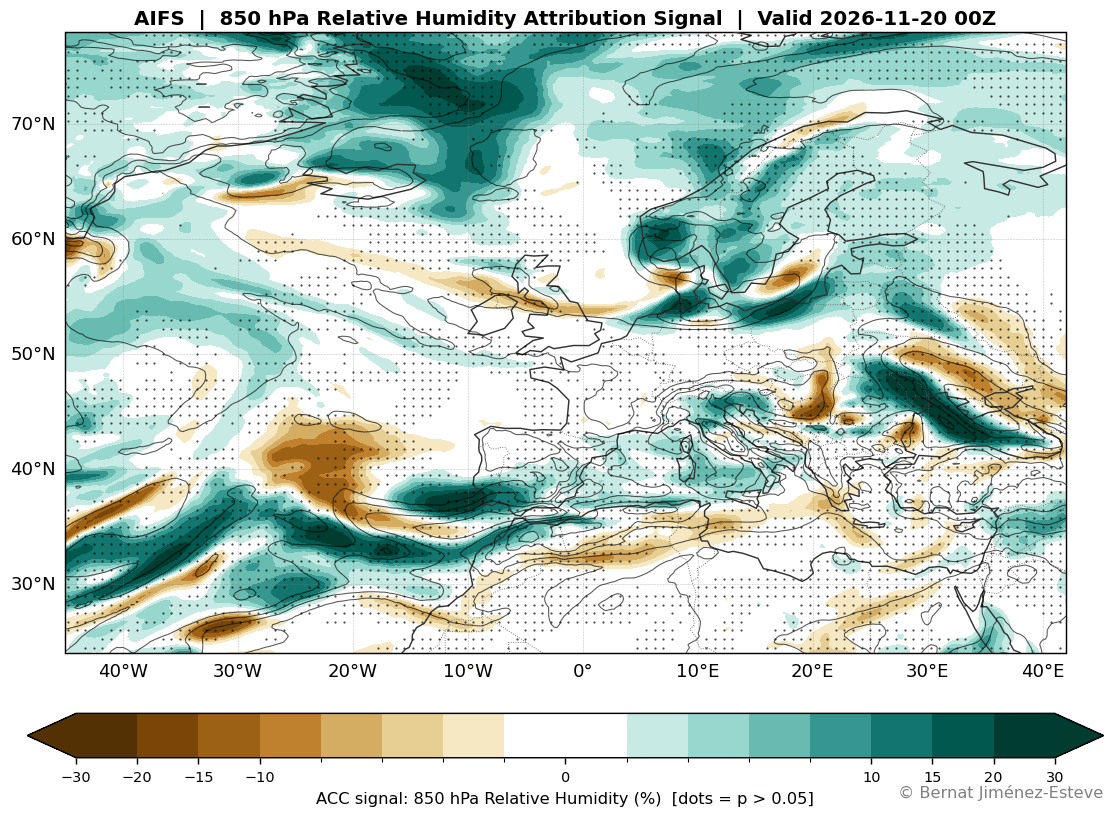 AIFS | 850 hPa Relative Humidity Attribution Signal | Valid 2026-11-20 00Z
70°N
60°N
50°N
40°N
30°N
40°W 30°W 20°W 10°W 0° 10°E 20°E 30°E 40°E
−30 −20 −15 −10 0 10 15 20 30
ACC signal: 850 hPa Relative Humidity (%) [dots = p > 0.05]
© Bernat Jiménez-Esteve